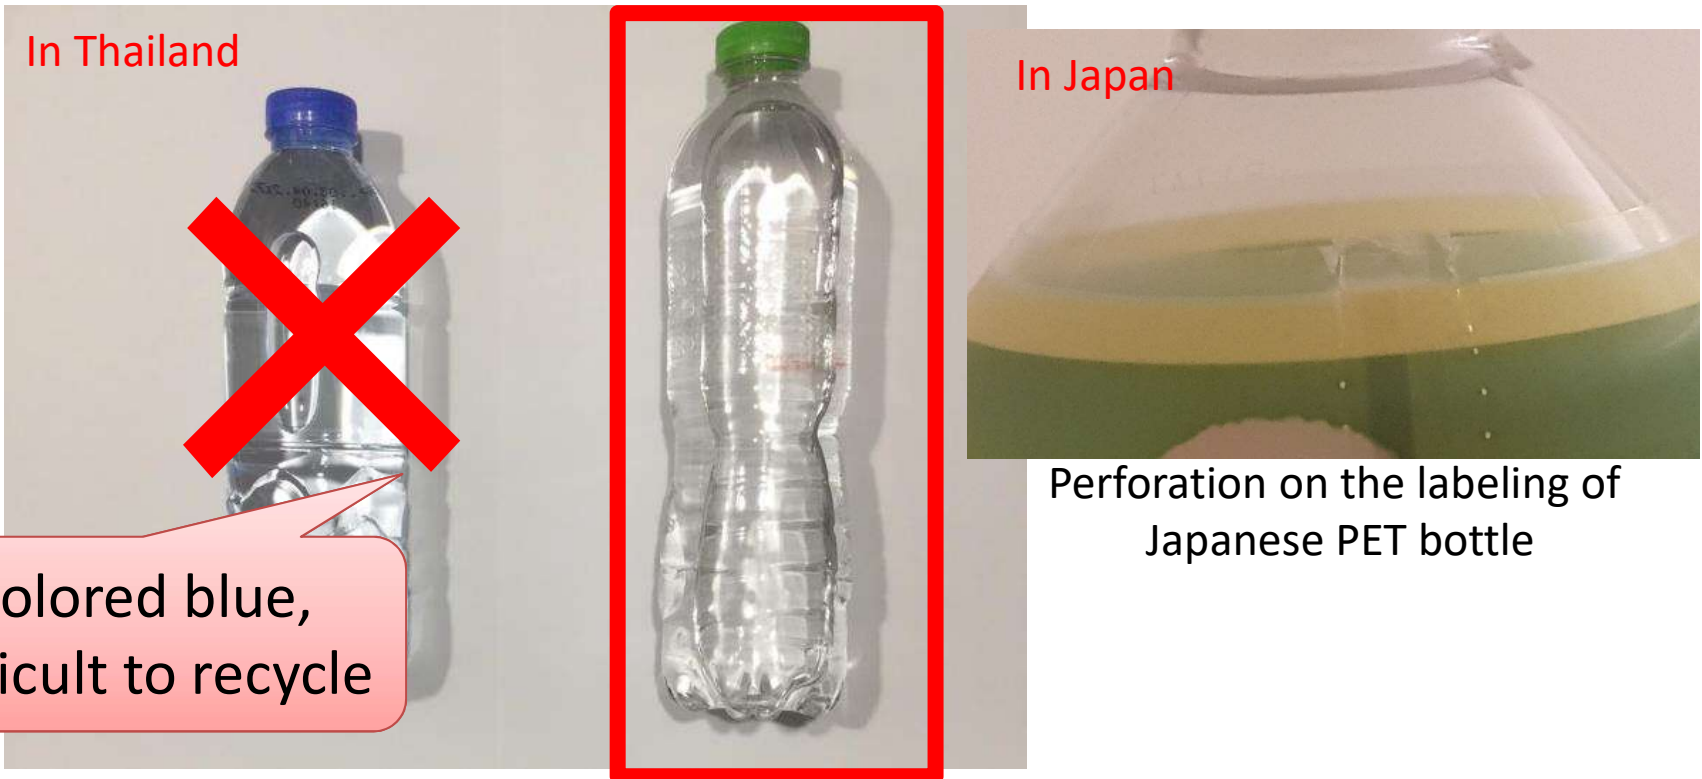 In Thailand
In Japan
olored blue,
icult to recycle
Perforation on the labeling of
Japanese PET bottle